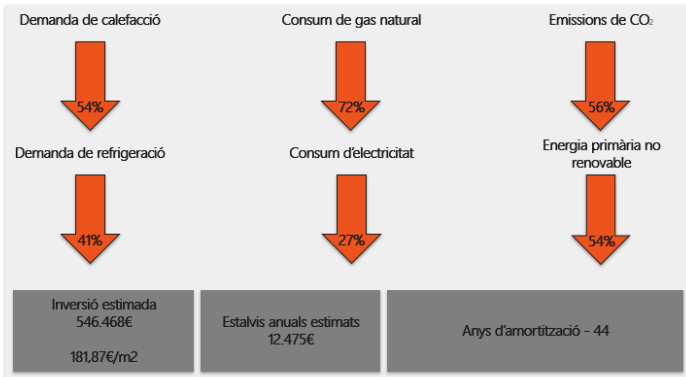 Demanda de calefacció
Consum de gas natural
Emissions de CO₂
54%
72%
56%
Demanda de refrigeració
Consum d'electricitat
Energia primària no
renovable
41%
27%
54%
Inversió estimada
546.468€
181,87€/m2
Estalvis anuals estimats
12.475€
Anys d'amortització - 44